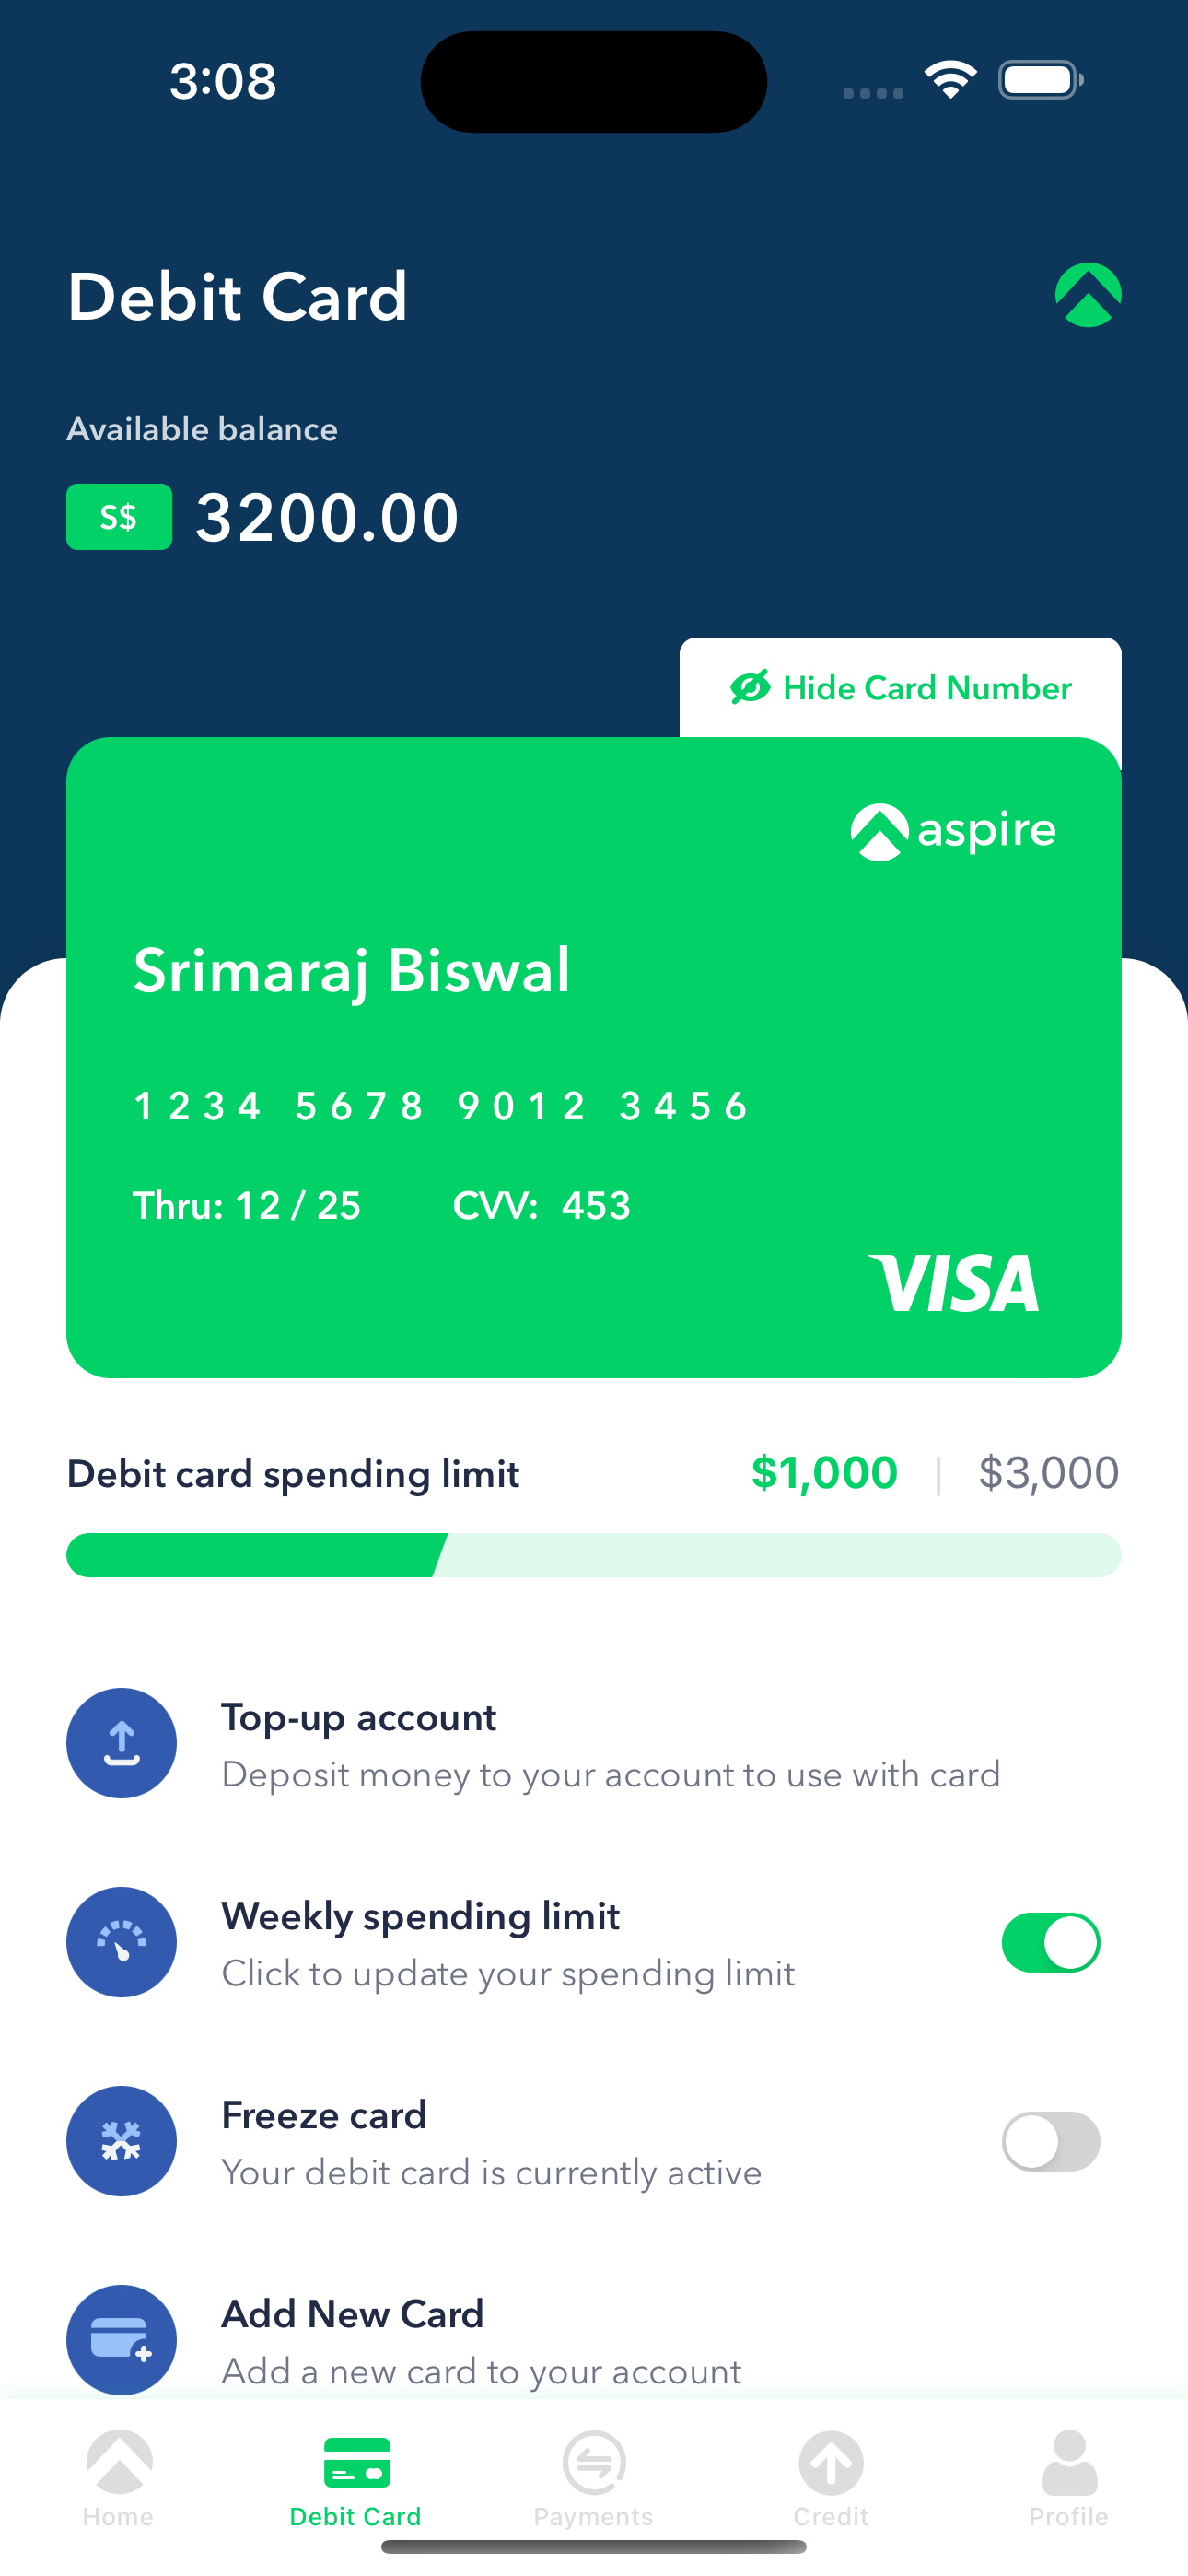 3:08
Debit Card
Available balance
S$ 3200.00
Hide Card Number
aspire
Srimaraj Biswal
1234 5678 9012 3456
Thru: 12 / 25 CVV: 453
VISA
Debit card spending limit $1,000 | $3,000
Top-up account
Deposit money to your account to use with card
Weekly spending limit
Click to update your spending limit
Freeze card
Your debit card is currently active
Add New Card
Add a new card to your account
Home Debit Card Payments Credit Profile